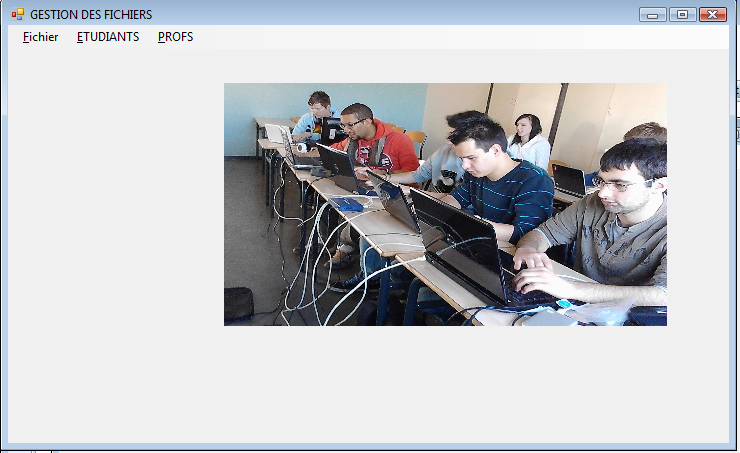 GESTION DES FICHIERS
Fichier ETUDIANTS PROFS